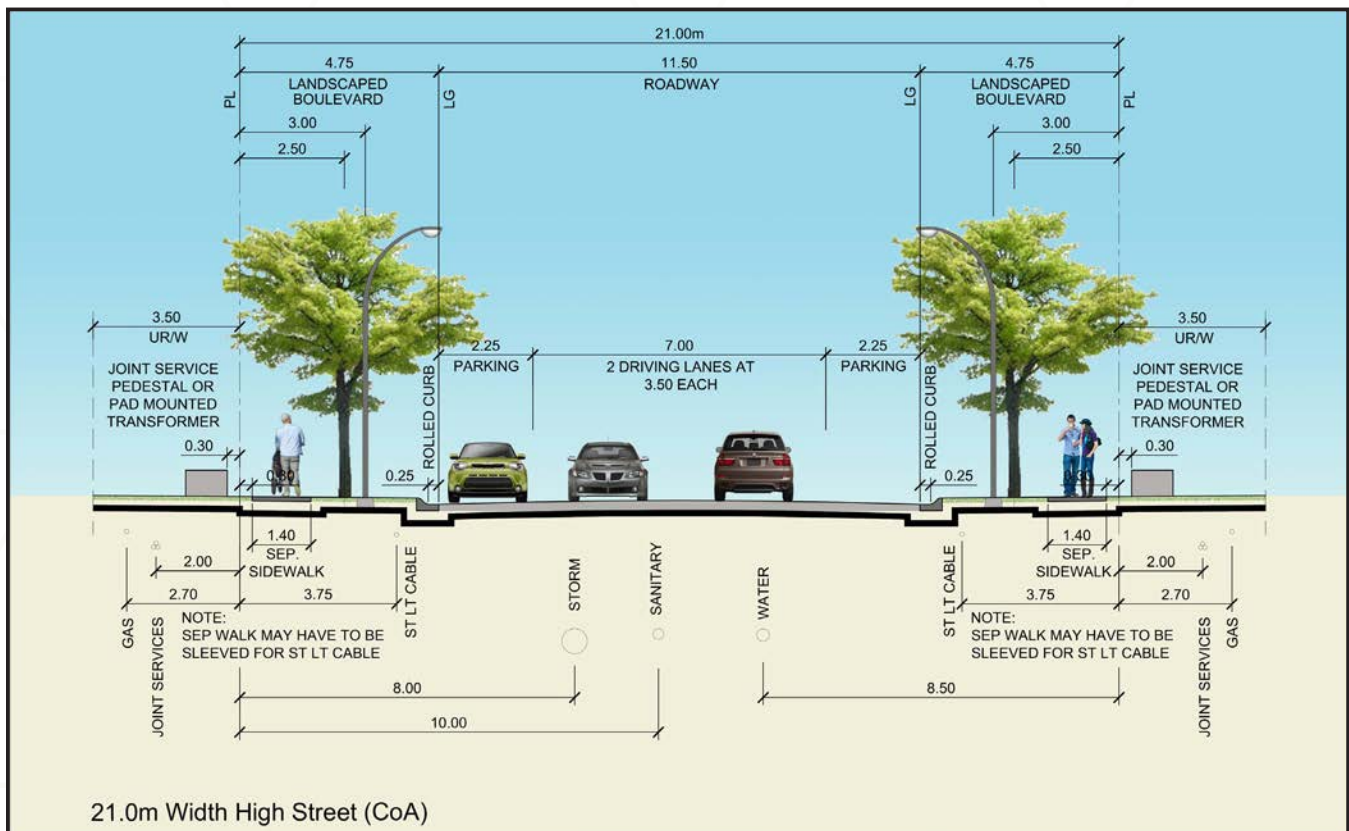 21.00m
4.75
11.50
4.75
LANDSCAPED
BOULEVARD
ROADWAY
LANDSCAPED
BOULEVARD
PL
LG
LG
PL
3.00
3.00
2.50
2.50
3.50
UR/W
3.50
UR/W
2.25
PARKING
7.00
2 DRIVING LANES AT
3.50 EACH
2.25
PARKING
JOINT SERVICE
PEDESTAL OR
PAD MOUNTED
TRANSFORMER
JOINT SERVICE
PEDESTAL OR
PAD MOUNTED
TRANSFORMER
ROLLED CURB
ROLLED CURB
0.30
0.30
0.30
0.25
0.25
0.30
1.40
SEP.
SIDEWALK
1.40
SEP.
SIDEWALK
2.00
2.00
2.70
3.75
3.75
2.70
GAS
JOINT SERVICES
ST LT CABLE
STORM
SANITARY
WATER
ST LT CABLE
JOINT SERVICES
GAS
NOTE:
SEP WALK MAY HAVE TO BE
SLEEVED FOR ST LT CABLE
NOTE:
SEP WALK MAY HAVE TO BE
SLEEVED FOR ST LT CABLE
8.00
8.50
10.00
21.0m Width High Street (CoA)